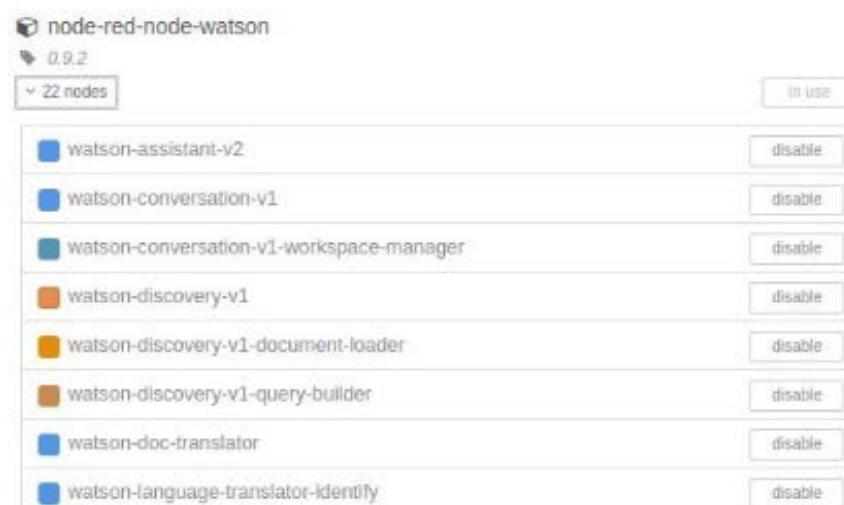 node-red-node-watson
0.9.2
22 nodes in use
watson-assistant-v2 disable
watson-conversation-v1 disable
watson-conversation-v1-workspace-manager disable
watson-discovery-v1 disable
watson-discovery-v1-document-loader disable
watson-discovery-v1-query-builder disable
watson-doc-translator disable
watson-language-translator-identify disable